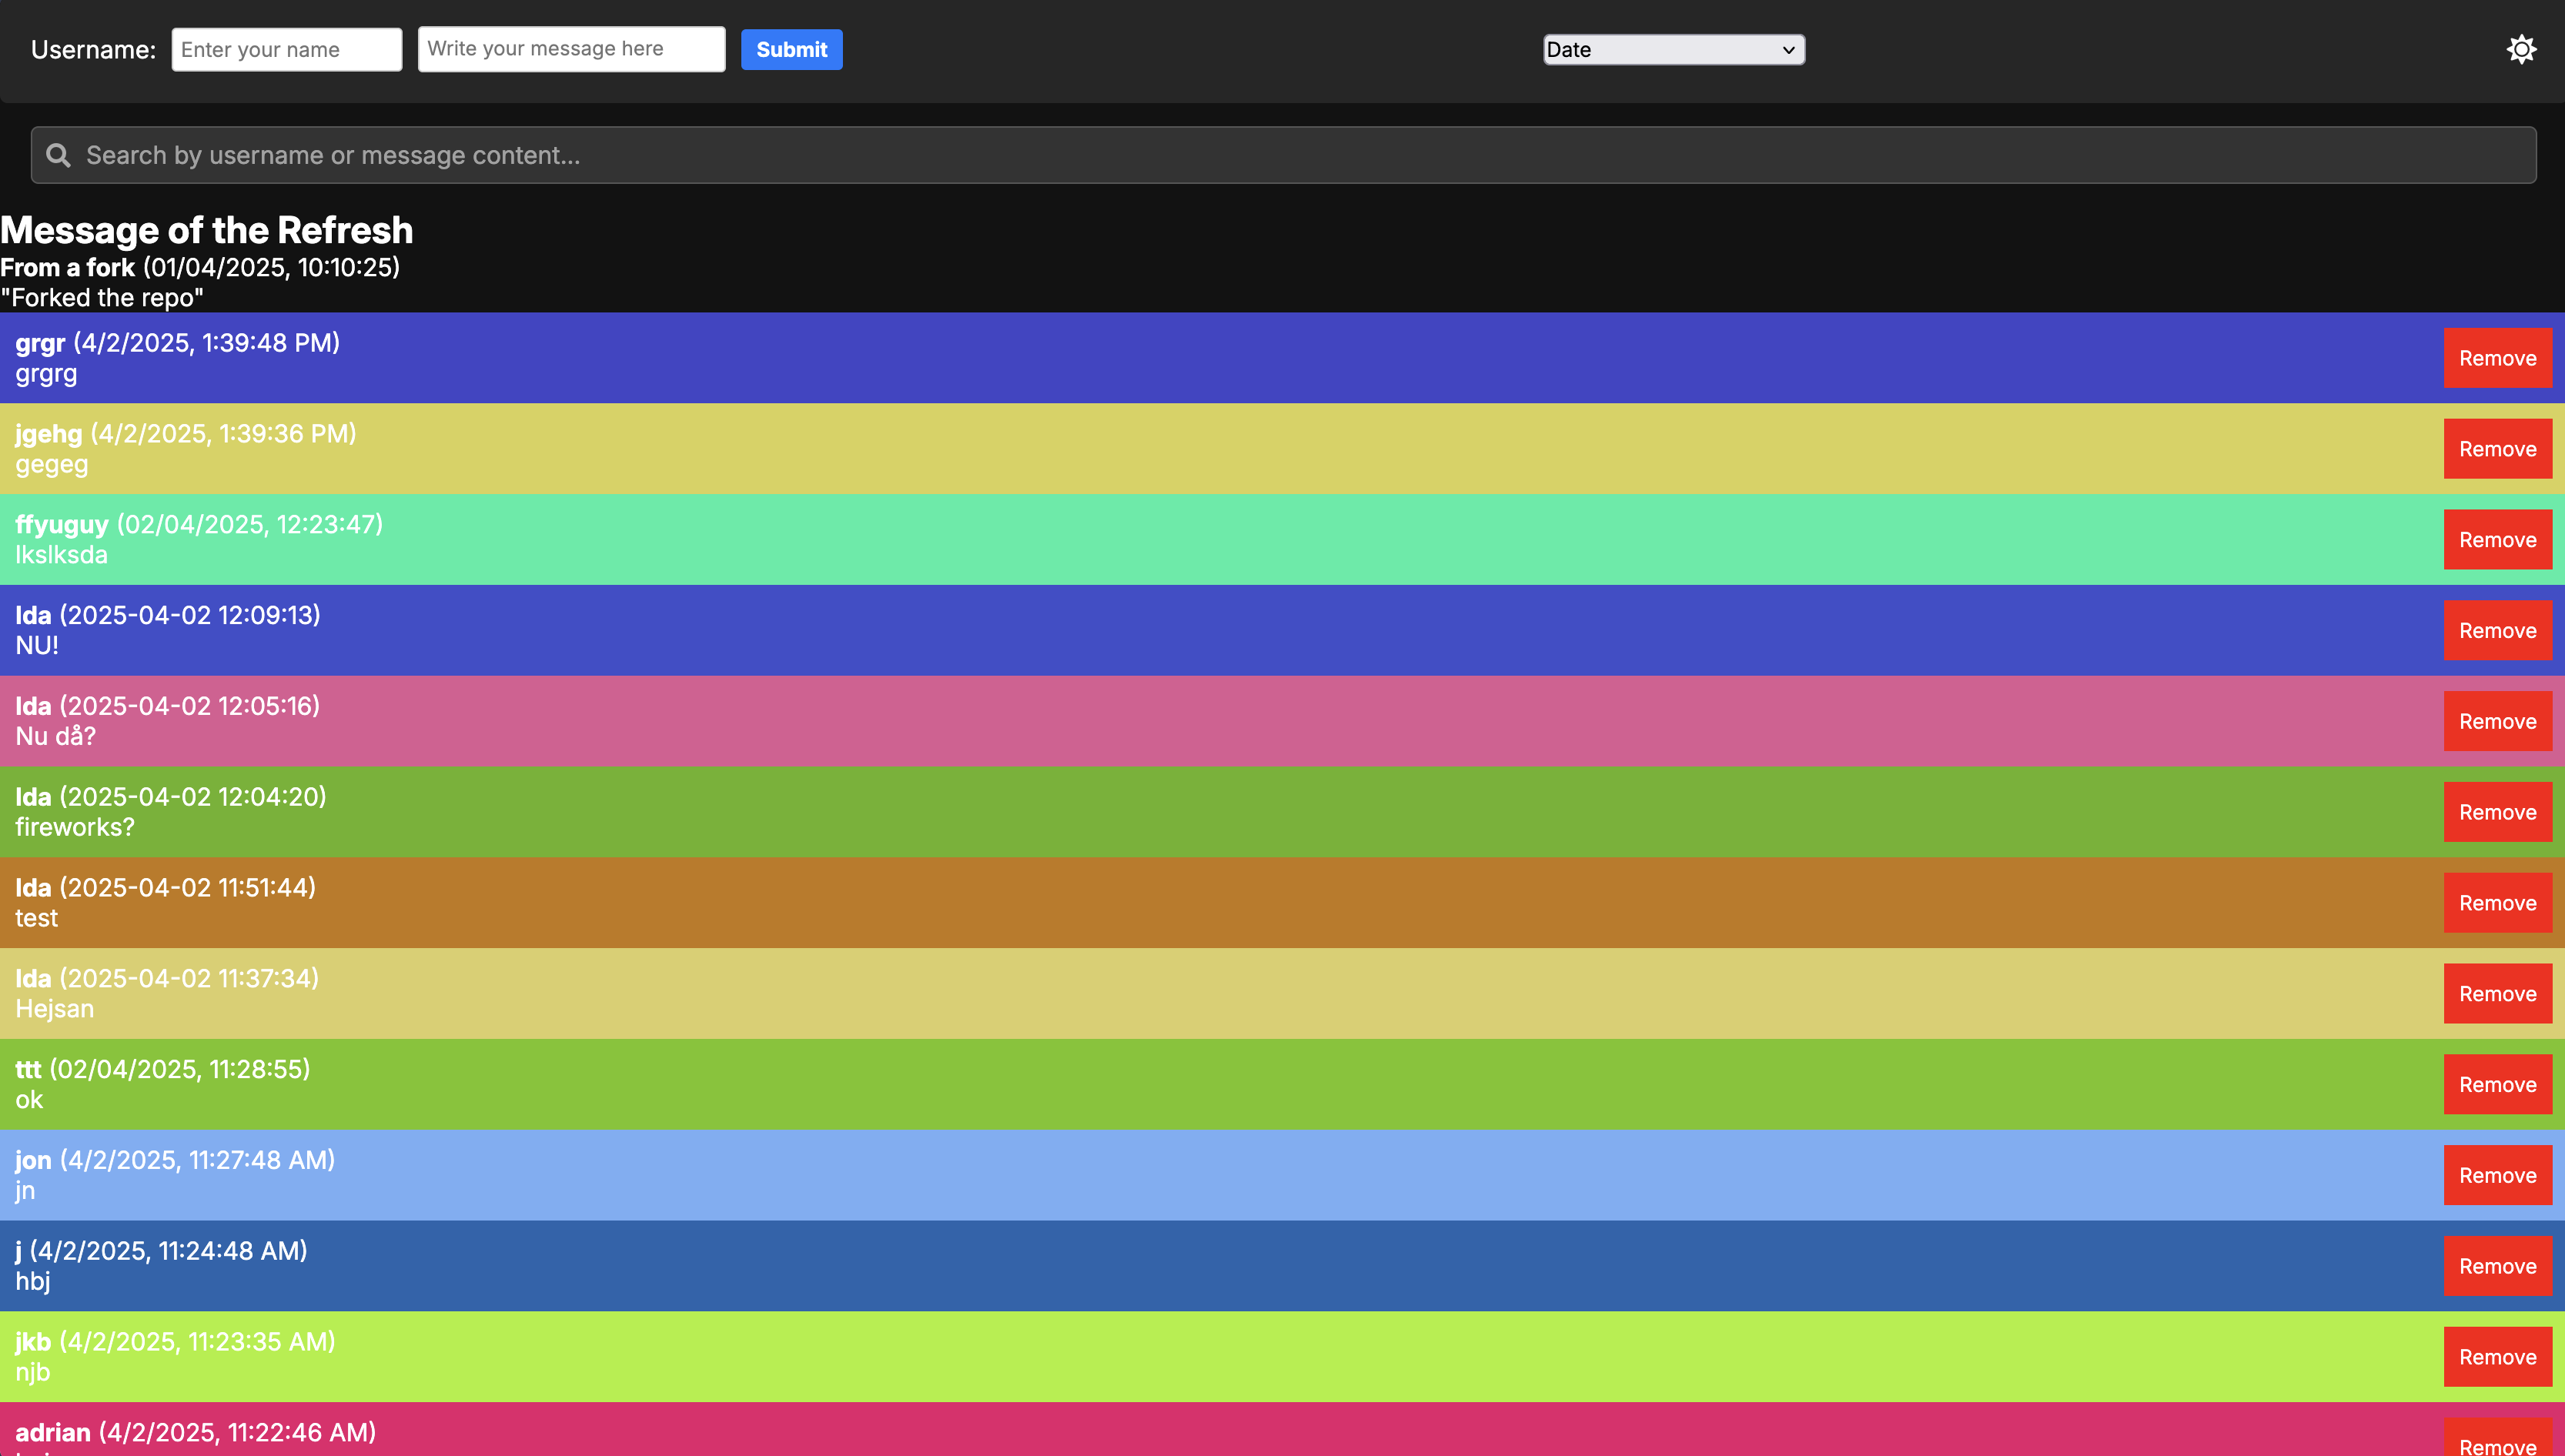 Username: Enter your name Write your message here Submit Date
Search by username or message content...
Message of the Refresh
From a fork (01/04/2025, 10:10:25)
"Forked the repo"
grgr (4/2/2025, 1:39:48 PM)
grgrg
Remove
jgehg (4/2/2025, 1:39:36 PM)
gegeg
Remove
ffyuguy (02/04/2025, 12:23:47)
lkslksda
Remove
Ida (2025-04-02 12:09:13)
NU!
Remove
Ida (2025-04-02 12:05:16)
Nu då?
Remove
Ida (2025-04-02 12:04:20)
fireworks?
Remove
Ida (2025-04-02 11:51:44)
test
Remove
Ida (2025-04-02 11:37:34)
Hejsan
Remove
ttt (02/04/2025, 11:28:55)
ok
Remove
jon (4/2/2025, 11:27:48 AM)
jn
Remove
j (4/2/2025, 11:24:48 AM)
hbj
Remove
jkb (4/2/2025, 11:23:35 AM)
njb
Remove
adrian (4/2/2025, 11:22:46 AM)
Remove